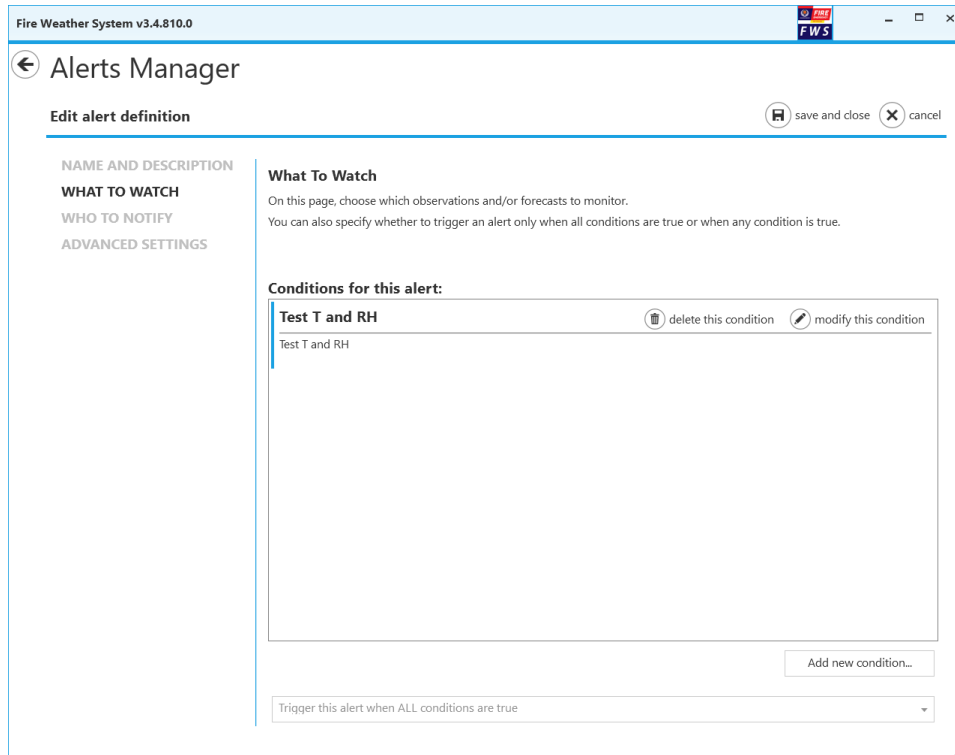 Fire Weather System v3.4.810.0
FIRE
FWS
Alerts Manager
Edit alert definition
save and close
cancel
NAME AND DESCRIPTION
WHAT TO WATCH
WHO TO NOTIFY
ADVANCED SETTINGS
What To Watch
On this page, choose which observations and/or forecasts to monitor.
You can also specify whether to trigger an alert only when all conditions are true or when any condition is true.
Conditions for this alert:
Test T and RH
delete this condition
modify this condition
Test T and RH
Add new condition...
Trigger this alert when ALL conditions are true